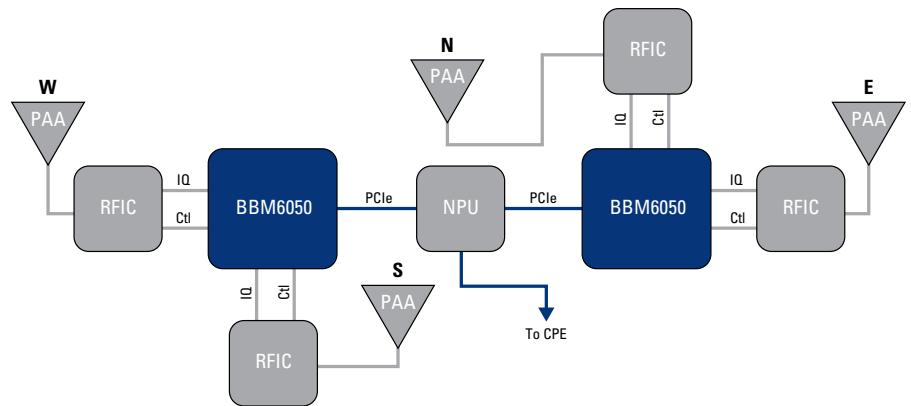 N
RFIC
PAA
W
E
PAA
PAA
IQ
Ctl
IQ
IQ
RFIC
BBM6050
PCIe
NPU
PCIe
BBM6050
RFIC
Ctl
Ctl
S
IQ
Ctl
PAA
To CPE
RFIC